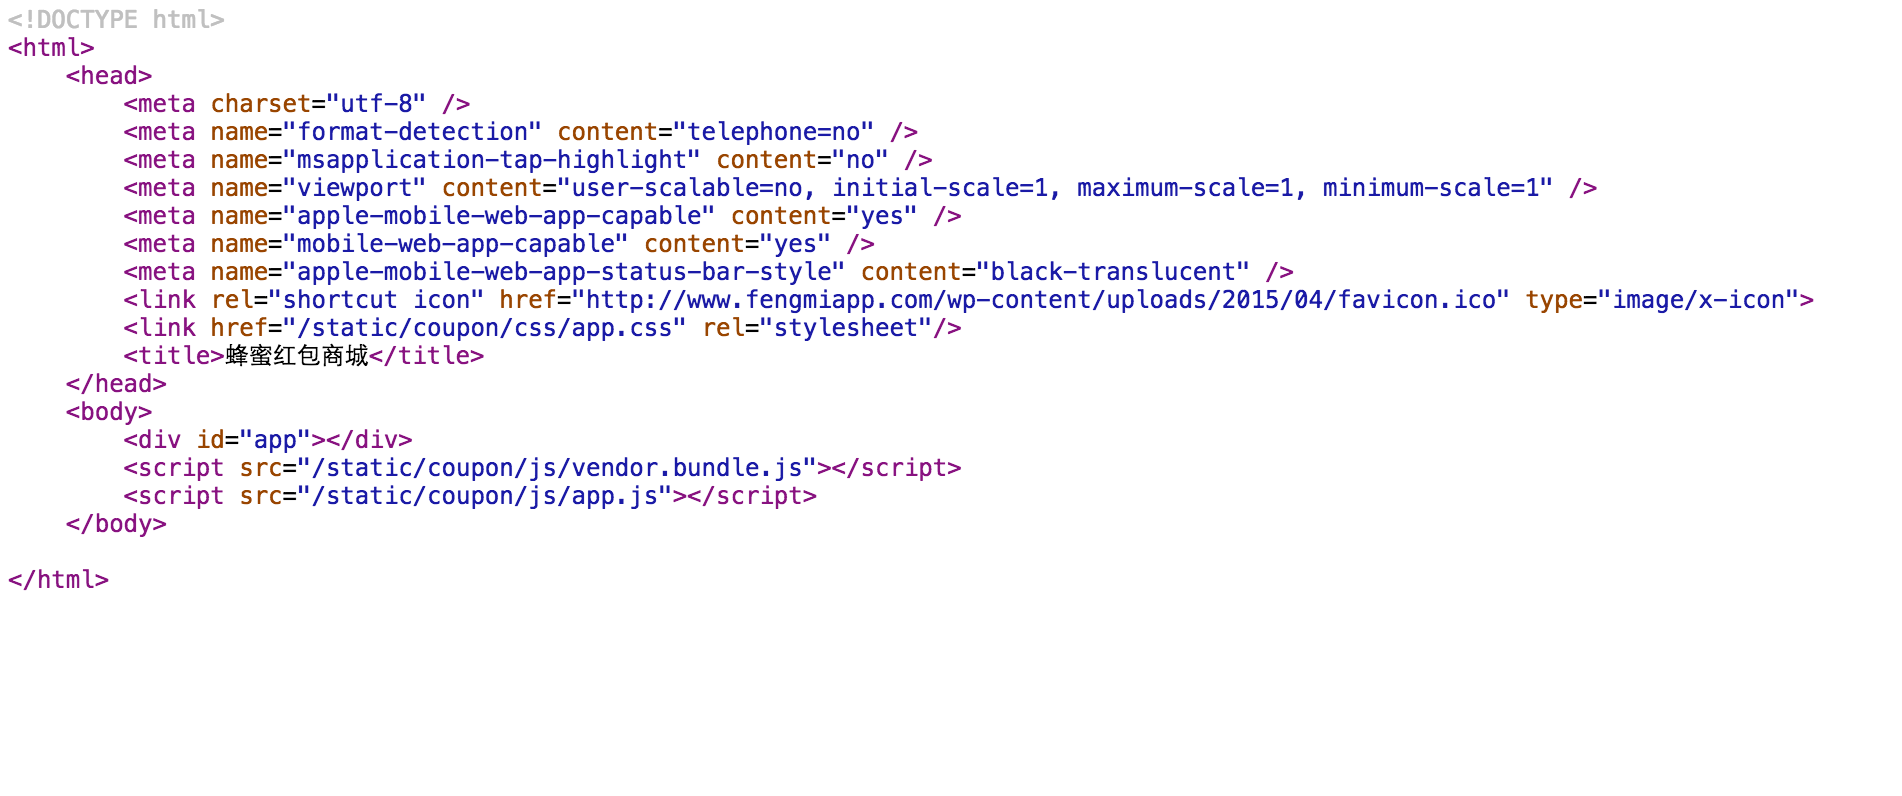 <!DOCTYPE html>
<html>
    <head>
        <meta charset="utf-8" />
        <meta name="format-detection" content="telephone=no" />
        <meta name="msapplication-tap-highlight" content="no" />
        <meta name="viewport" content="user-scalable=no, initial-scale=1, maximum-scale=1, minimum-scale=1" />
        <meta name="apple-mobile-web-app-capable" content="yes" />
        <meta name="mobile-web-app-capable" content="yes" />
        <meta name="apple-mobile-web-app-status-bar-style" content="black-translucent" />
        <link rel="shortcut icon" href="http://www.fengmiapp.com/wp-content/uploads/2015/04/favicon.ico" type="image/x-icon">
        <link href="/static/coupon/css/app.css" rel="stylesheet"/>
        <title>蜂蜜红包商城</title>
    </head>
    <body>
        <div id="app"></div>
        <script src="/static/coupon/js/vendor.bundle.js"></script>
        <script src="/static/coupon/js/app.js"></script>
    </body>
</html>